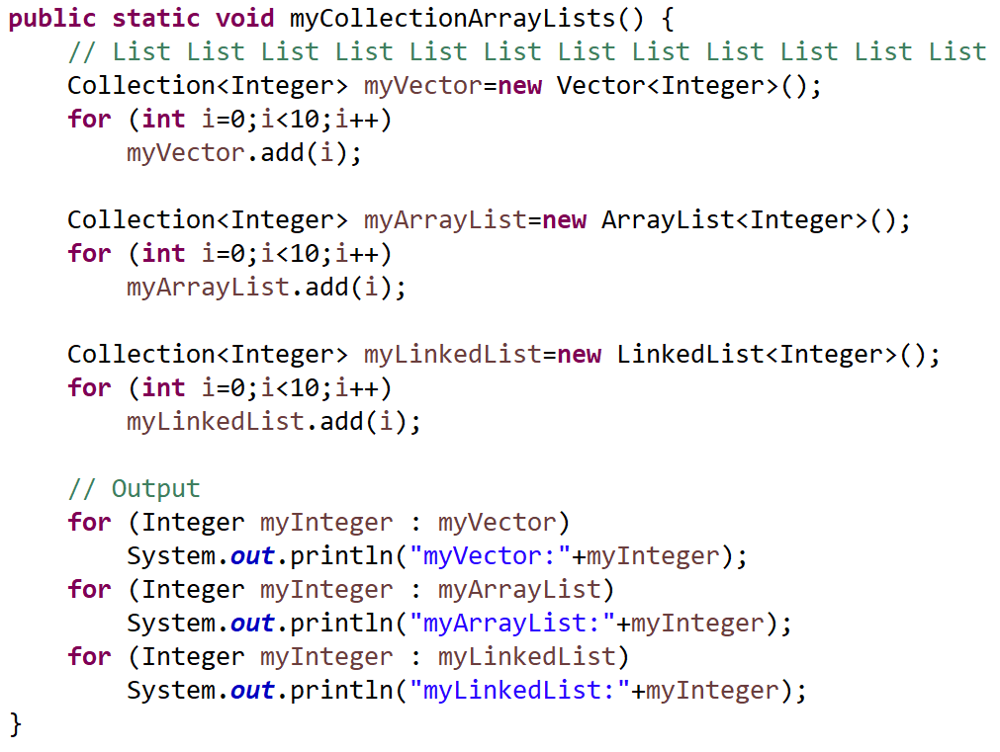 public static void myCollectionArrayLists() {
    // List List List List List List List List List List List List
    Collection<Integer> myVector=new Vector<Integer>();
    for (int i=0;i<10;i++)
        myVector.add(i);

    Collection<Integer> myArrayList=new ArrayList<Integer>();
    for (int i=0;i<10;i++)
        myArrayList.add(i);

    Collection<Integer> myLinkedList=new LinkedList<Integer>();
    for (int i=0;i<10;i++)
        myLinkedList.add(i);

    // Output
    for (Integer myInteger : myVector)
        System.out.println("myVector:"+myInteger);
    for (Integer myInteger : myArrayList)
        System.out.println("myArrayList:"+myInteger);
    for (Integer myInteger : myLinkedList)
        System.out.println("myLinkedList:"+myInteger);
}